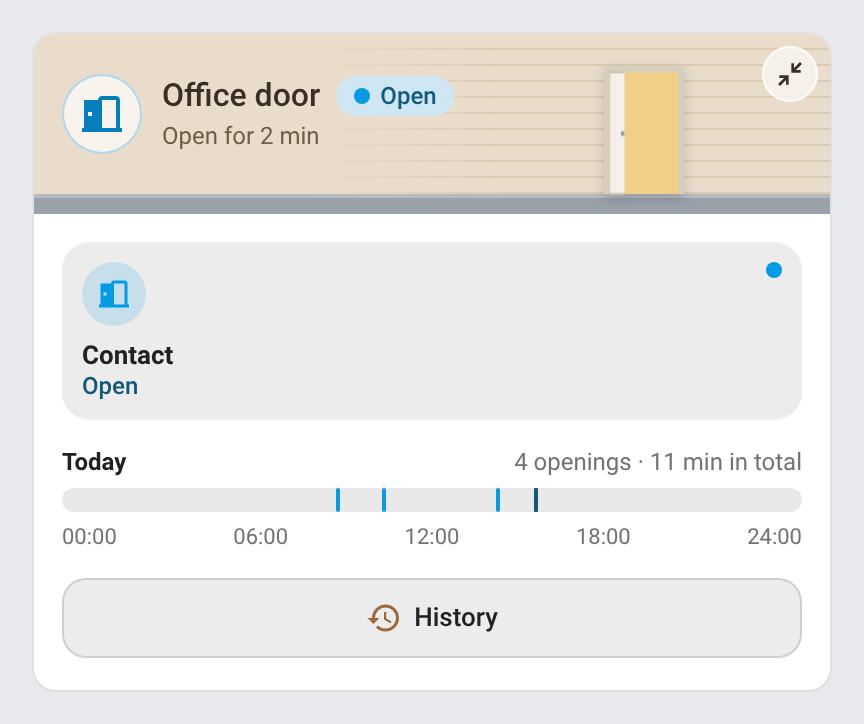 Office door
Open
Open for 2 min
Contact
Open
Today
4 openings · 11 min in total
00:00 06:00 12:00 18:00 24:00
History